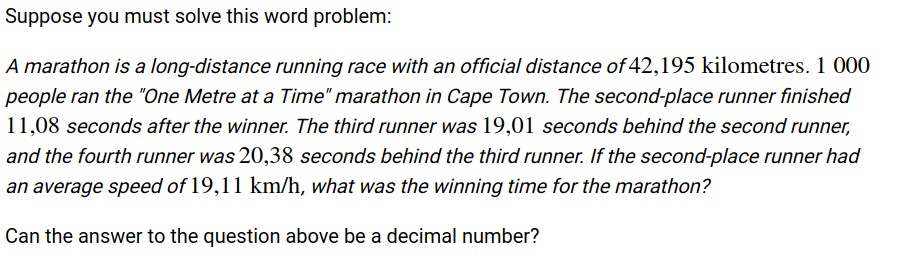 Suppose you must solve this word problem:
A marathon is a long-distance running race with an official distance of 42,195 kilometres. 1 000
people ran the "One Metre at a Time" marathon in Cape Town. The second-place runner finished
11,08 seconds after the winner. The third runner was 19,01 seconds behind the second runner,
and the fourth runner was 20,38 seconds behind the third runner. If the second-place runner had
an average speed of 19,11 km/h, what was the winning time for the marathon?
Can the answer to the question above be a decimal number?